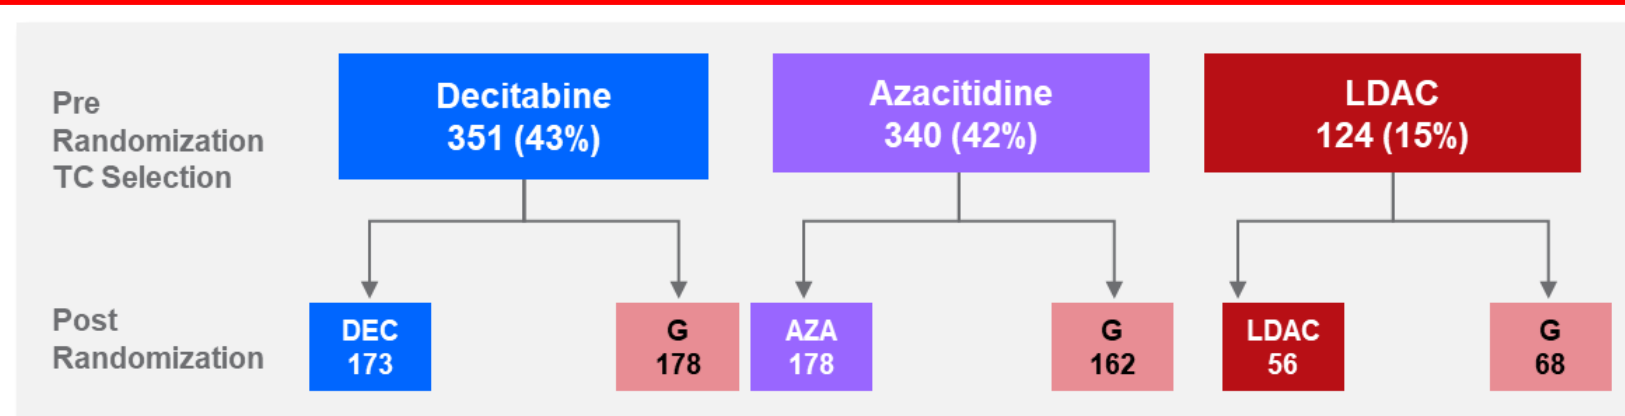 Pre
Randomization
TC Selection
Decitabine
351 (43%)
Azacitidine
340 (42%)
LDAC
124 (15%)
Post
Randomization
DEC
173
G
178
AZA
178
G
162
LDAC
56
G
68